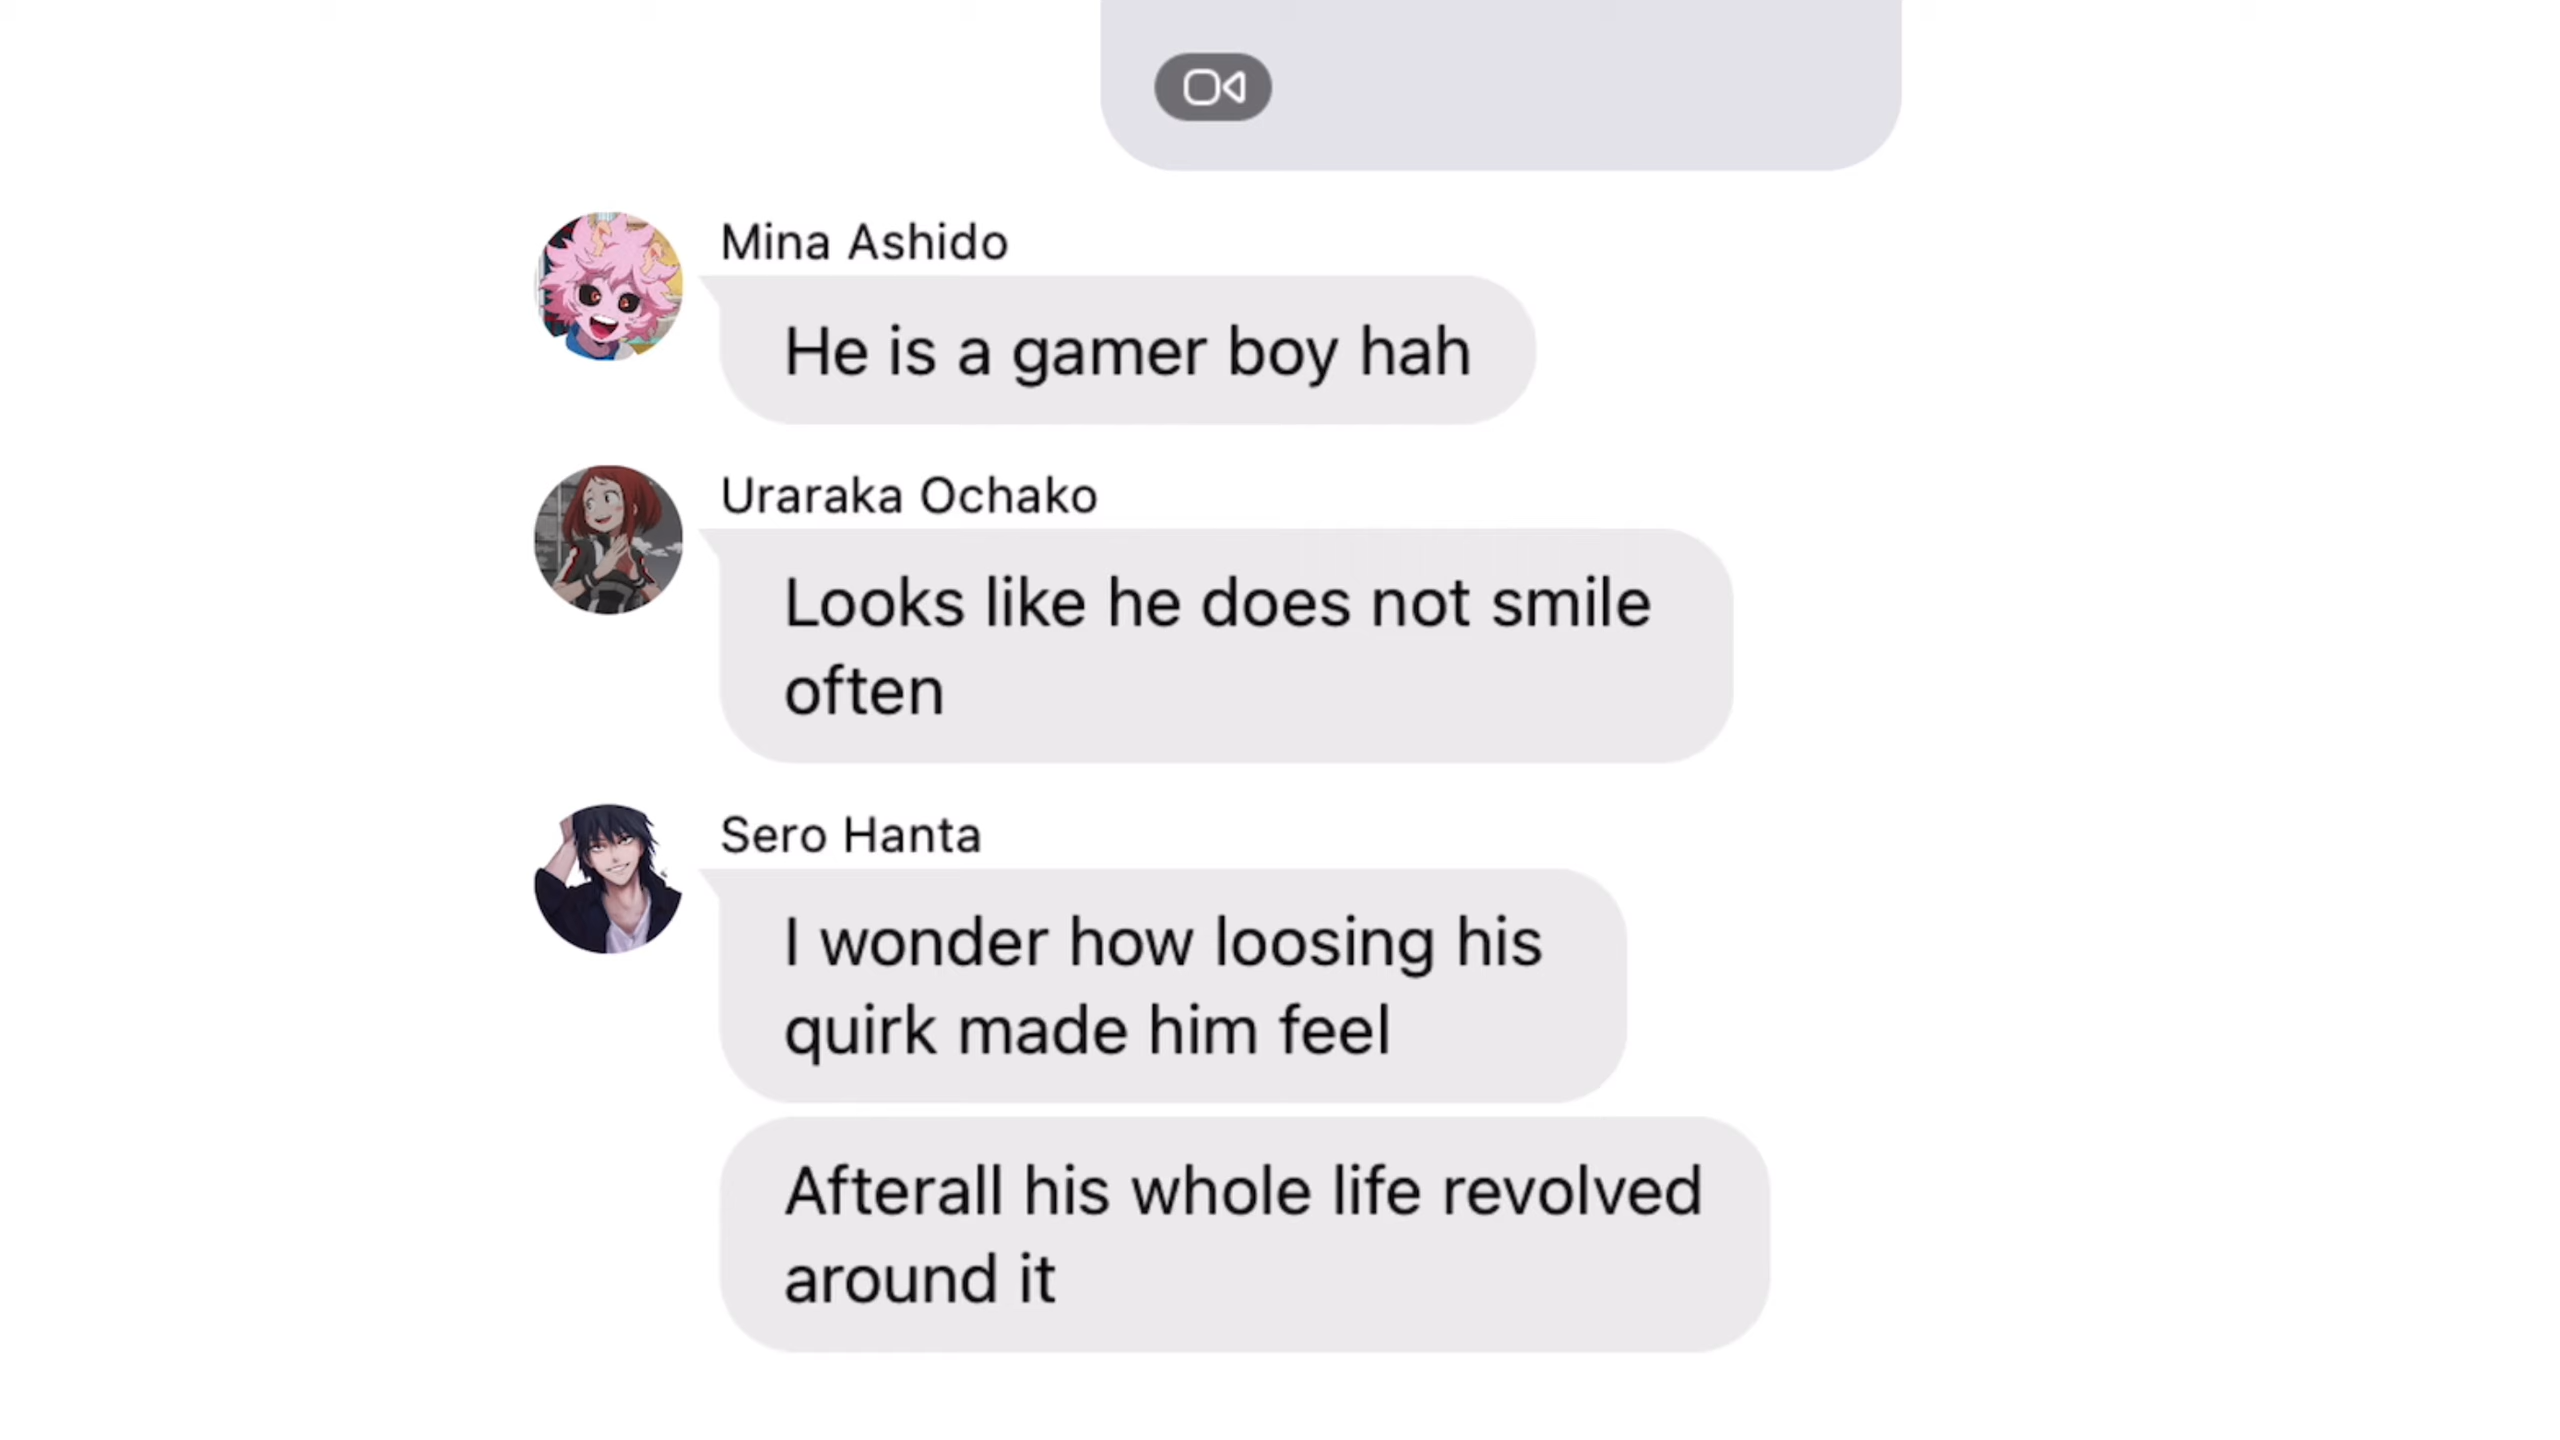 Mina Ashido
He is a gamer boy hah
Uraraka Ochako
Looks like he does not smile
often
Sero Hanta
I wonder how loosing his
quirk made him feel
Afterall his whole life revolved
around it